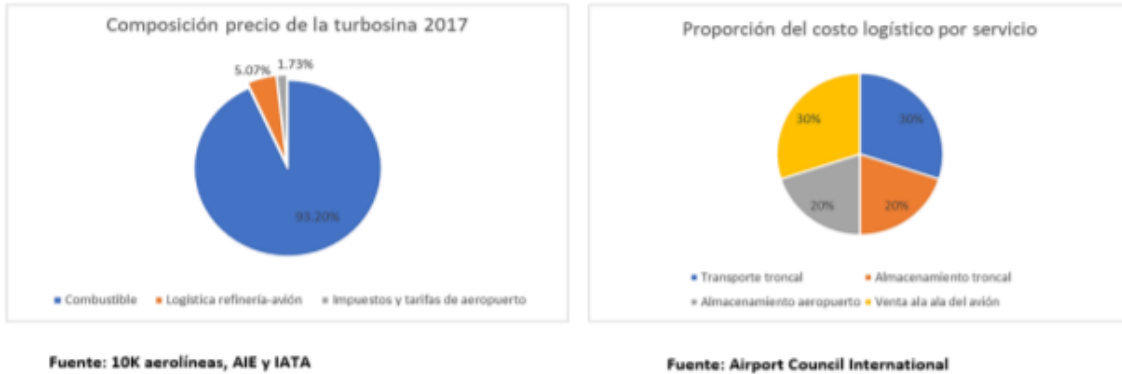 Composición precio de la turbosina 2017
5.07%
1.73%
93.20%
Combustible
Logística refinería-avión
Impuestos y tarifas de aeropuerto
Fuente: 10K aerolíneas, AIE y IATA
Proporción del costo logístico por servicio
30%
30%
20%
20%
Transporte troncal
Almacenamiento troncal
Almacenamiento aeropuerto
Venta ala ala del avión
Fuente: Airport Council International